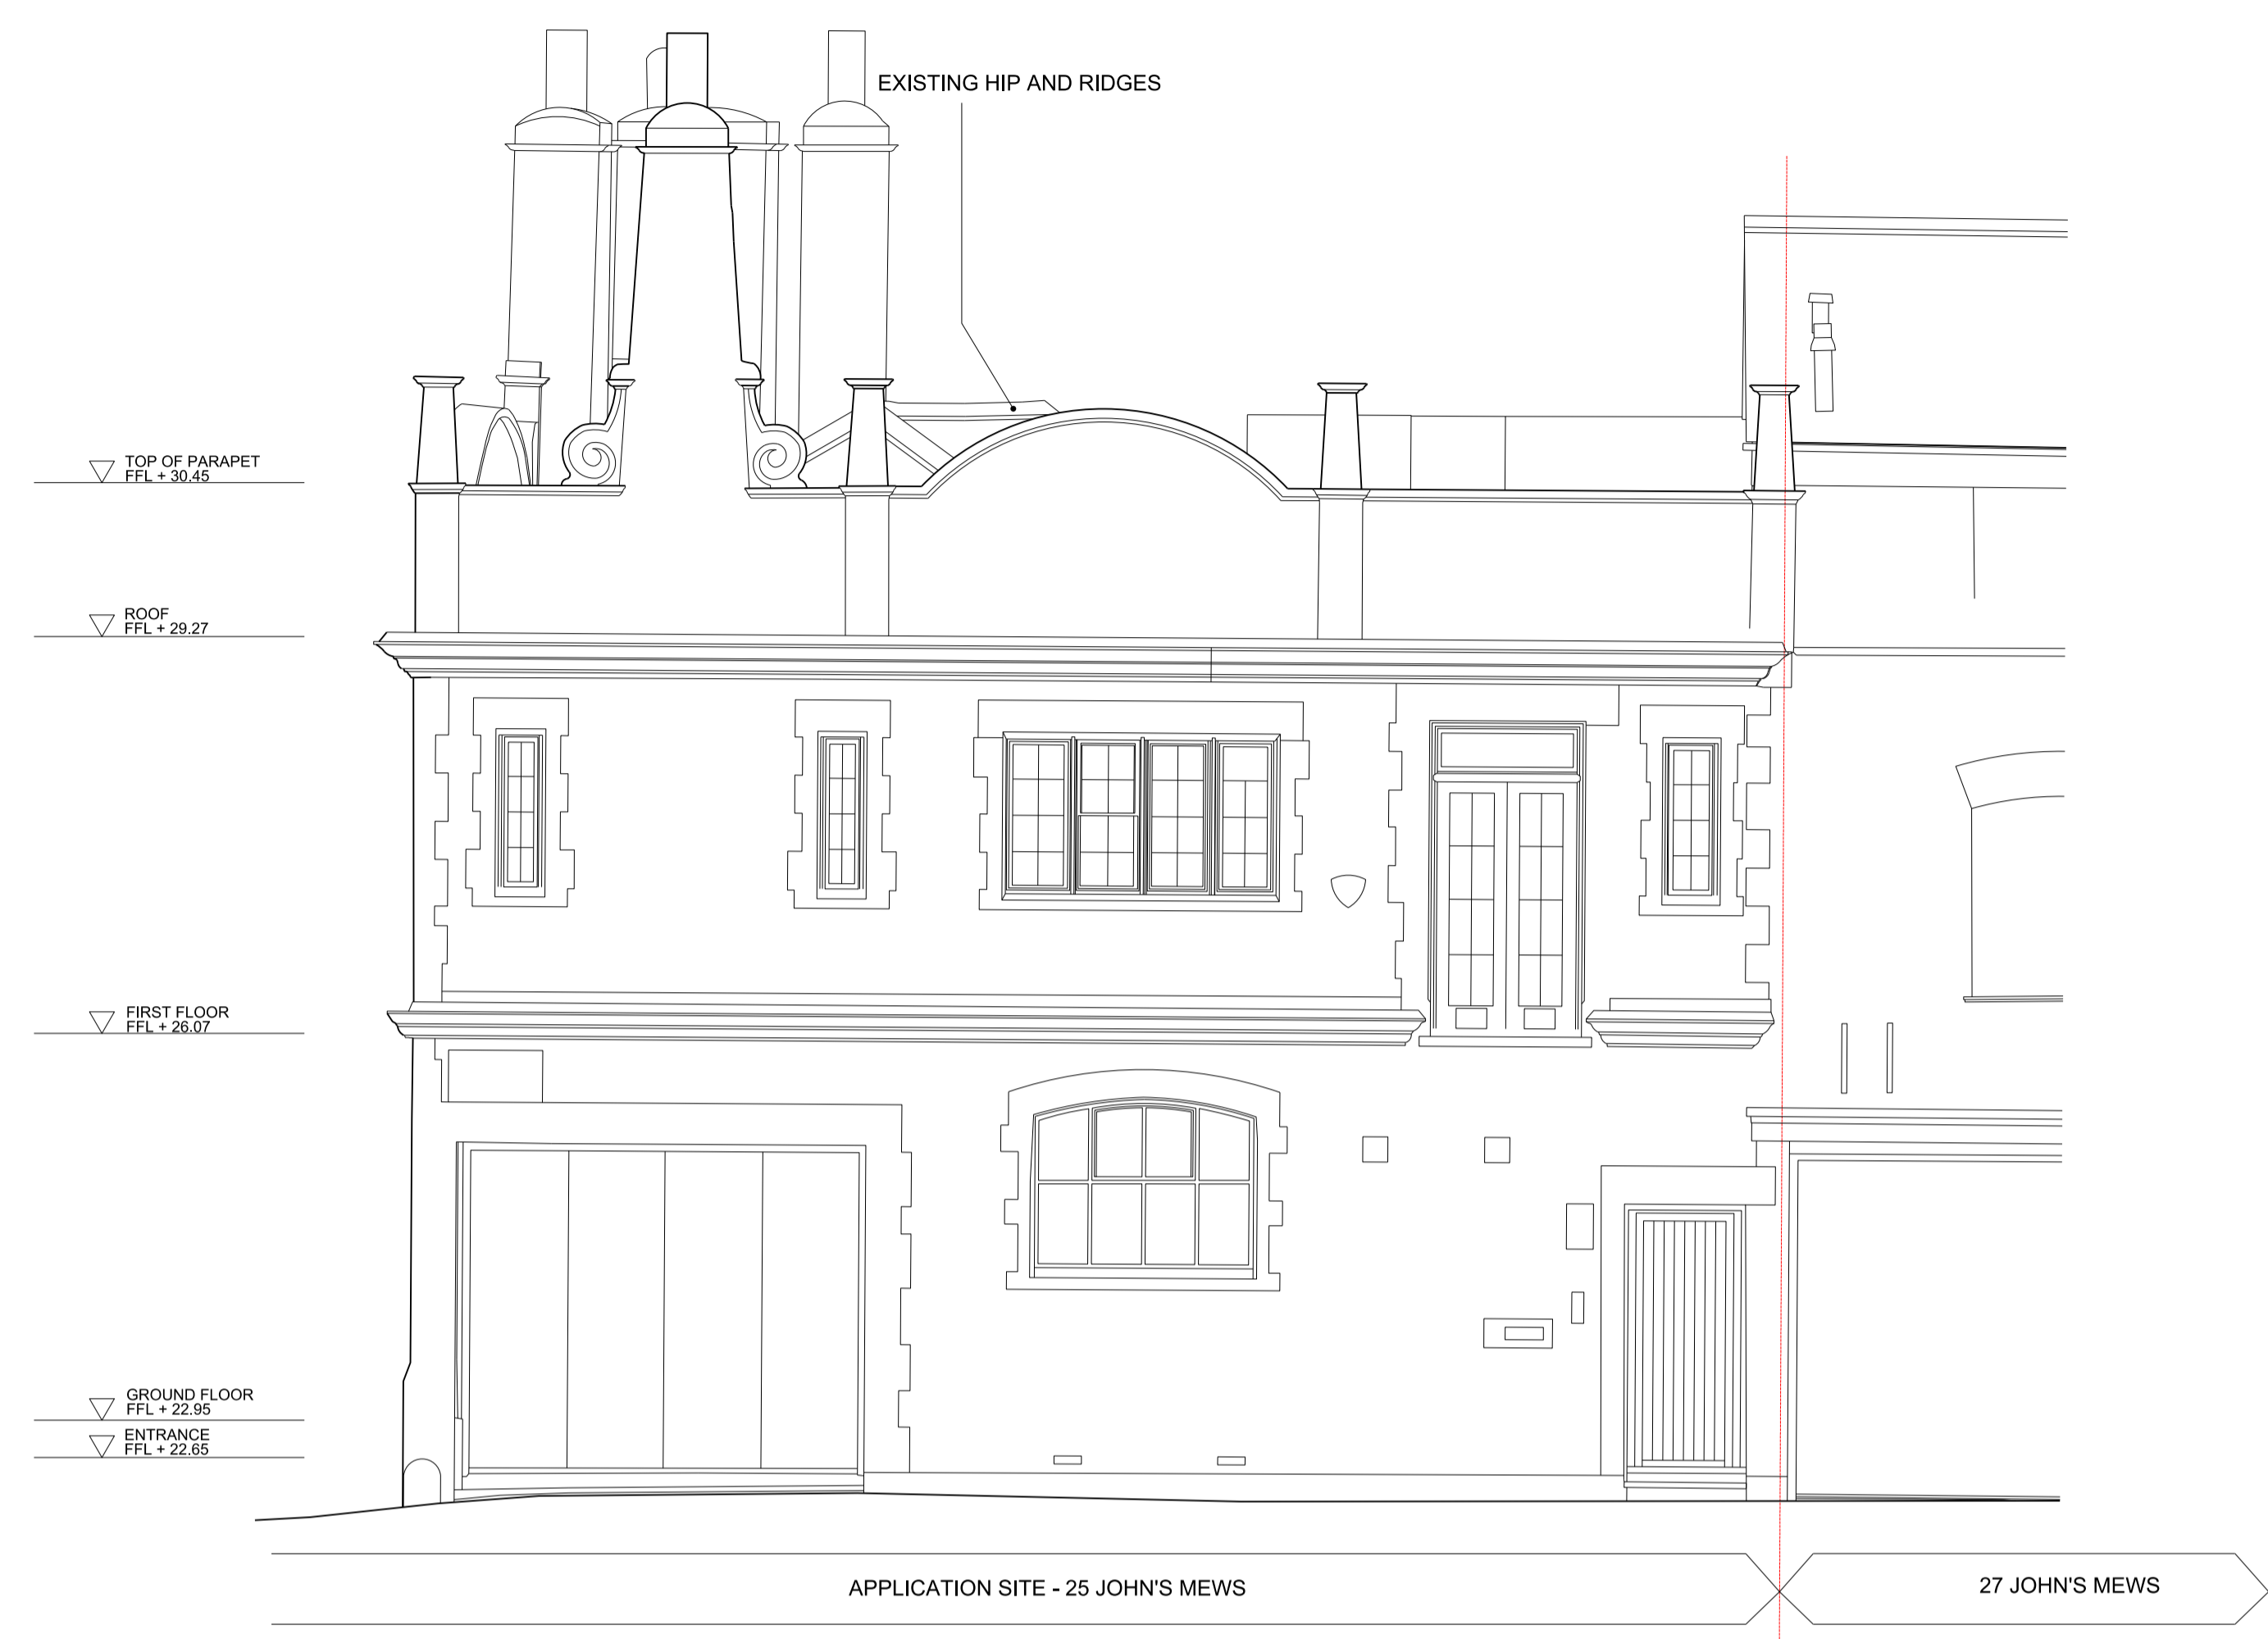 EXISTING HIP AND RIDGES
TOP OF PARAPET
FFL + 30.45
ROOF
FFL + 29.27
FIRST FLOOR
FFL + 26.07
GROUND FLOOR
FFL + 22.95
ENTRANCE
FFL + 22.65
APPLICATION SITE - 25 JOHN'S MEWS
27 JOHN'S MEWS